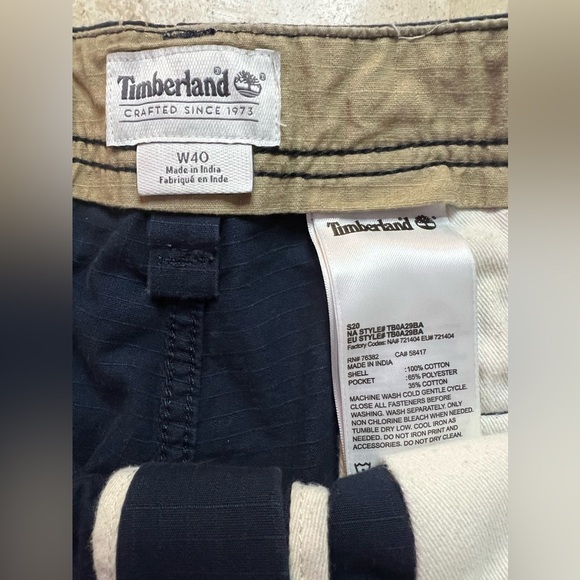 Timberland
CRAFTED SINCE 1973
W40
Made in India
Fabriqué en Inde
Timberland
S20
NA STYLE# TB0A29BA
EU STYLE# TB0A29BA
Factory Codes: NA# 721404 EU# 721404
RN# 76382 CA# 58417
MADE IN INDIA
SHELL :100% COTTON
POCKET :65% POLYESTER
35% COTTON
MACHINE WASH COLD GENTLE CYCLE.
CLOSE ALL FASTENERS BEFORE
WASHING. WASH SEPARATELY. ONLY
NON CHLORINE BLEACH WHEN NEEDED.
TUMBLE DRY LOW. COOL IRON AS
NEEDED. DO NOT IRON PRINT AND
EMBROIDERY. DO NOT DRY CLEAN.